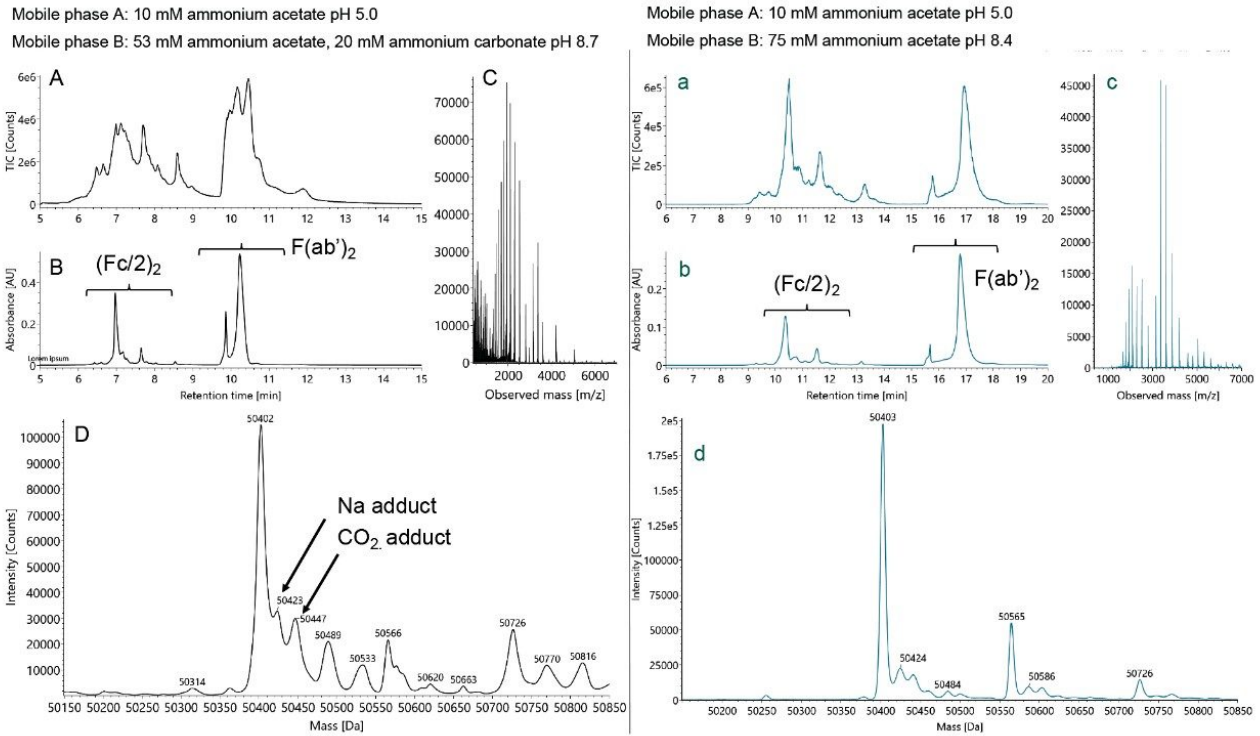 Mobile phase A: 10 mM ammonium acetate pH 5.0
Mobile phase B: 53 mM ammonium acetate, 20 mM ammonium carbonate pH 8.7
A
6e6
4e6
2e6
0
TIC [Counts]
5 6 7 8 9 10 11 12 13 14 15
B
(Fc/2)2
F(ab')2
0.4
0.2
0
Absorbance [AU]
Lorem ipsum
5 6 7 8 9 10 11 12 13 14 15
Retention time [min]
C
70000
60000
50000
40000
30000
20000
10000
0
2000 4000 6000
Observed mass [m/z]
D
100000
90000
80000
70000
60000
50000
40000
30000
20000
10000
Intensity [Counts]
50402
Na adduct
CO2. adduct
50423
50447
50314
50489
50533
50566
50620
50663
50726
50770
50816
50150 50200 50250 50300 50350 50400 50450 50500 50550 50600 50650 50700 50750 50800 50850
Mass [Da]
Mobile phase A: 10 mM ammonium acetate pH 5.0
Mobile phase B: 75 mM ammonium acetate pH 8.4
a
6e5
4e5
2e5
0
TIC [Counts]
6 7 8 9 10 11 12 13 14 15 16 17 18 19 20
b
(Fc/2)2
F(ab')2
0.2
0.1
0
Absorbance [AU]
6 7 8 9 10 11 12 13 14 15 16 17 18 19 20
Retention time [min]
c
45000
40000
35000
30000
25000
20000
15000
10000
5000
0
1000 3000 5000 7000
Observed mass [m/z]
d
2e5
1.75e5
1.5e5
1.25e5
100000
75000
50000
25000
0
Intensity [Counts]
50403
50424
50484
50565
50586
50726
50200 50250 50300 50350 50400 50450 50500 50550 50600 50650 50700 50750 50800 50850
Mass [Da]